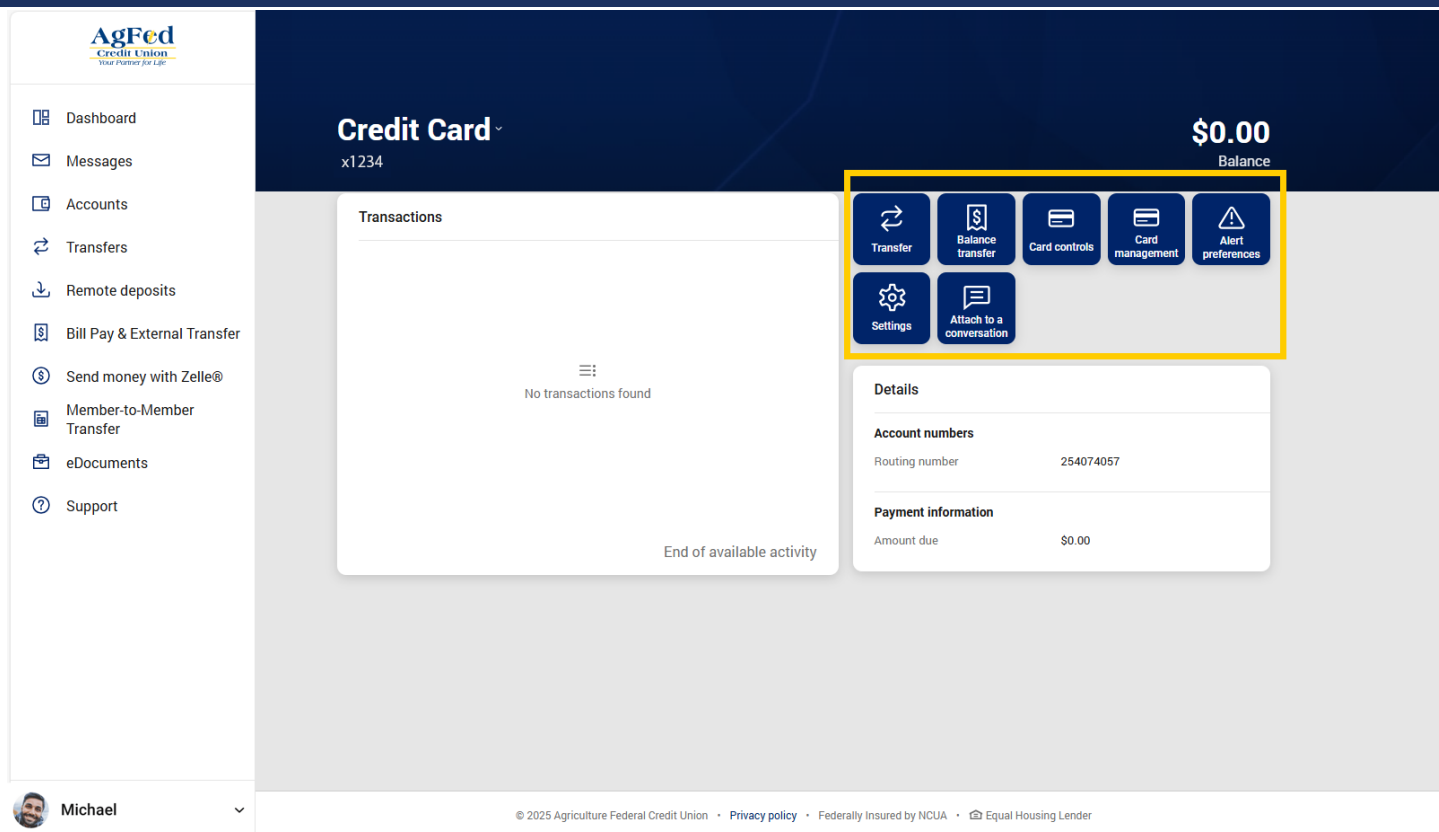 AgFed
Credit Union
Your Partner for Life
Dashboard
Messages
Accounts
Transfers
Remote deposits
Bill Pay & External Transfer
Send money with Zelle®
Member-to-Member
Transfer
eDocuments
Support
Michael
Credit Card
x1234
$0.00
Balance
Transactions
No transactions found
End of available activity
Transfer
Balance
transfer
Card controls
Card
management
Alert
preferences
Settings
Attach to a
conversation
Details
Account numbers
Routing number 254074057
Payment information
Amount due $0.00
© 2025 Agriculture Federal Credit Union • Privacy policy • Federally Insured by NCUA • Equal Housing Lender